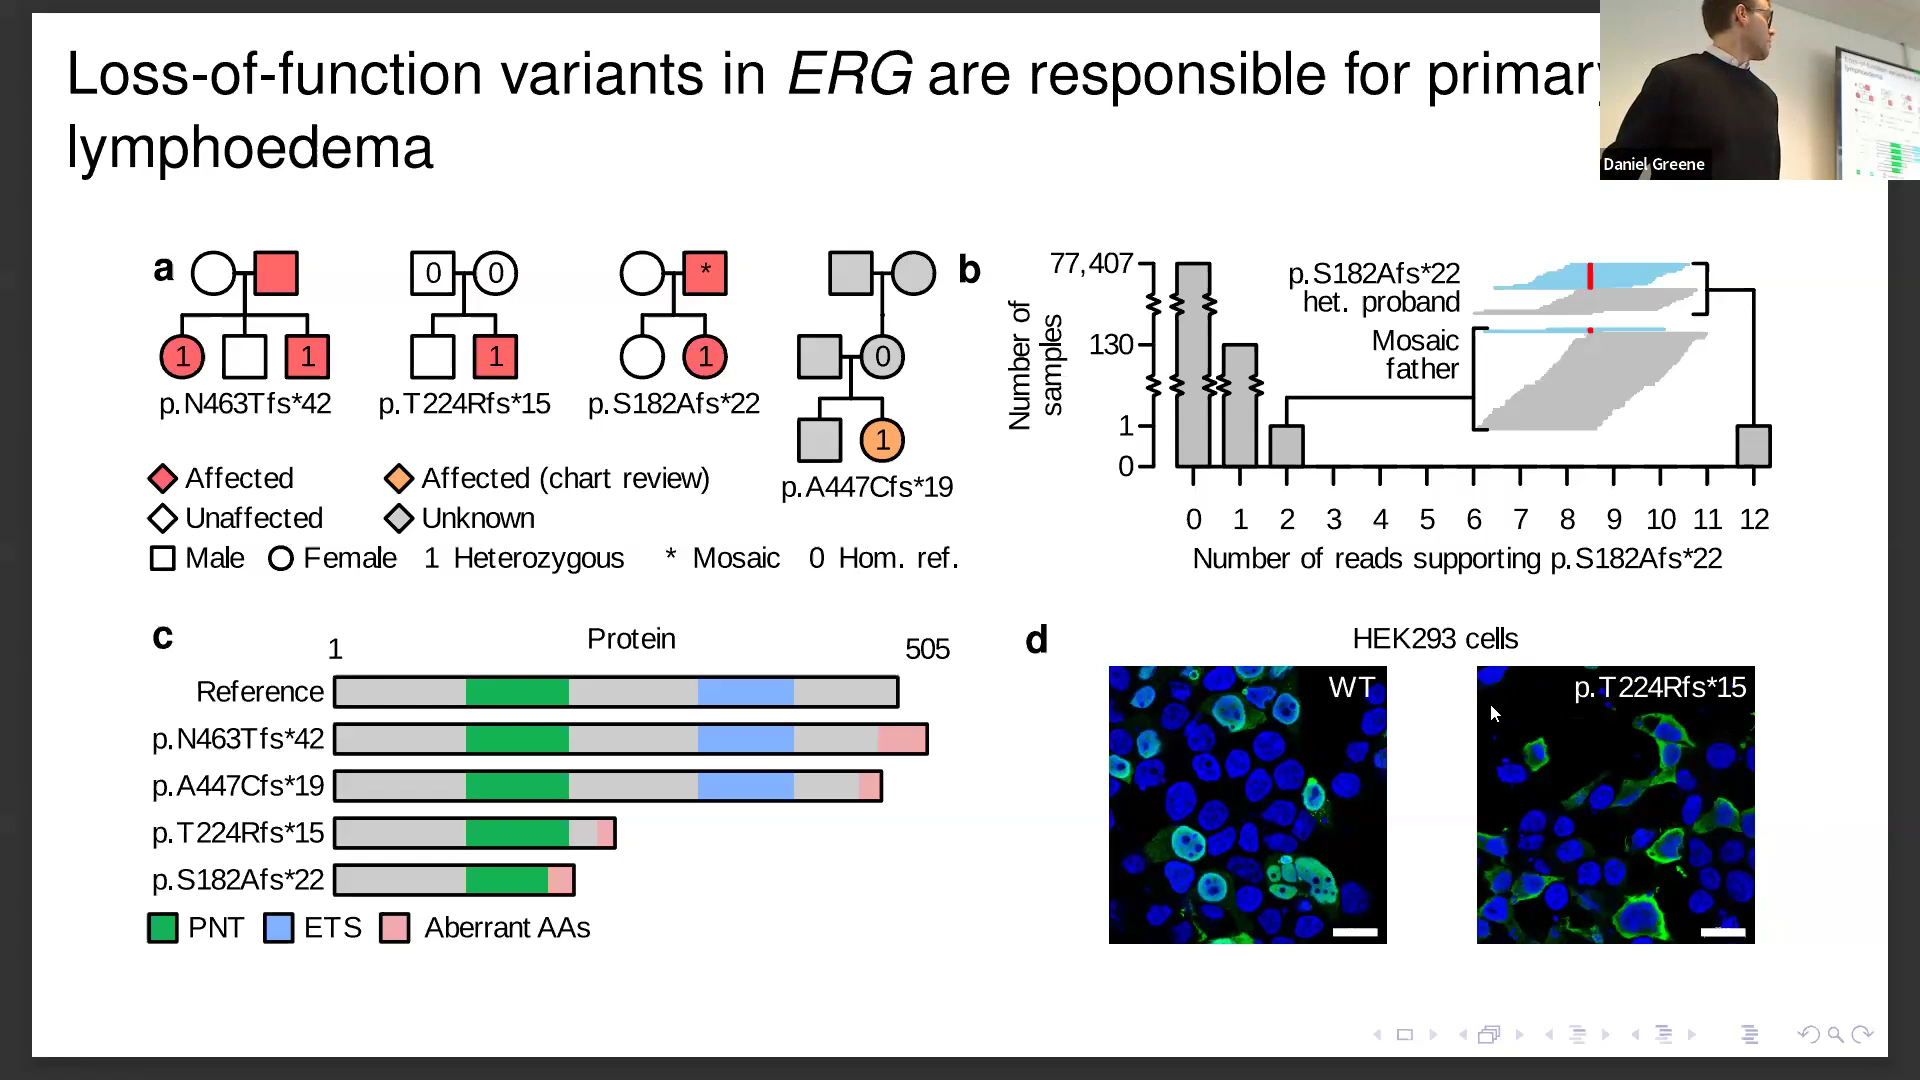 Loss-of-function variants in ERG are responsible for primary
lymphoedema
Daniel Greene
a
0 0
*
1 1
1
1
0
1
p.N463Tfs*42
p.T224Rfs*15
p.S182Afs*22
p.A447Cfs*19
Affected
Affected (chart review)
Unaffected
Unknown
Male
Female
1 Heterozygous
* Mosaic
0 Hom. ref.
b
Number of
samples
77,407
130
1
0
p.S182Afs*22
het. proband
Mosaic
father
0 1 2 3 4 5 6 7 8 9 10 11 12
Number of reads supporting p.S182Afs*22
c
1
Protein
505
Reference
p.N463Tfs*42
p.A447Cfs*19
p.T224Rfs*15
p.S182Afs*22
PNT
ETS
Aberrant AAs
d
HEK293 cells
WT
p.T224Rfs*15